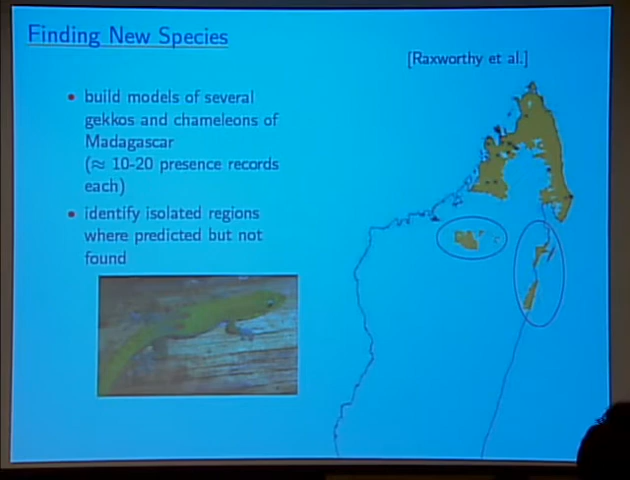 Finding New Species
[Raxworthy et al.]
• build models of several
gekkos and chameleons of
Madagascar
(≈ 10-20 presence records
each)
• identify isolated regions
where predicted but not
found